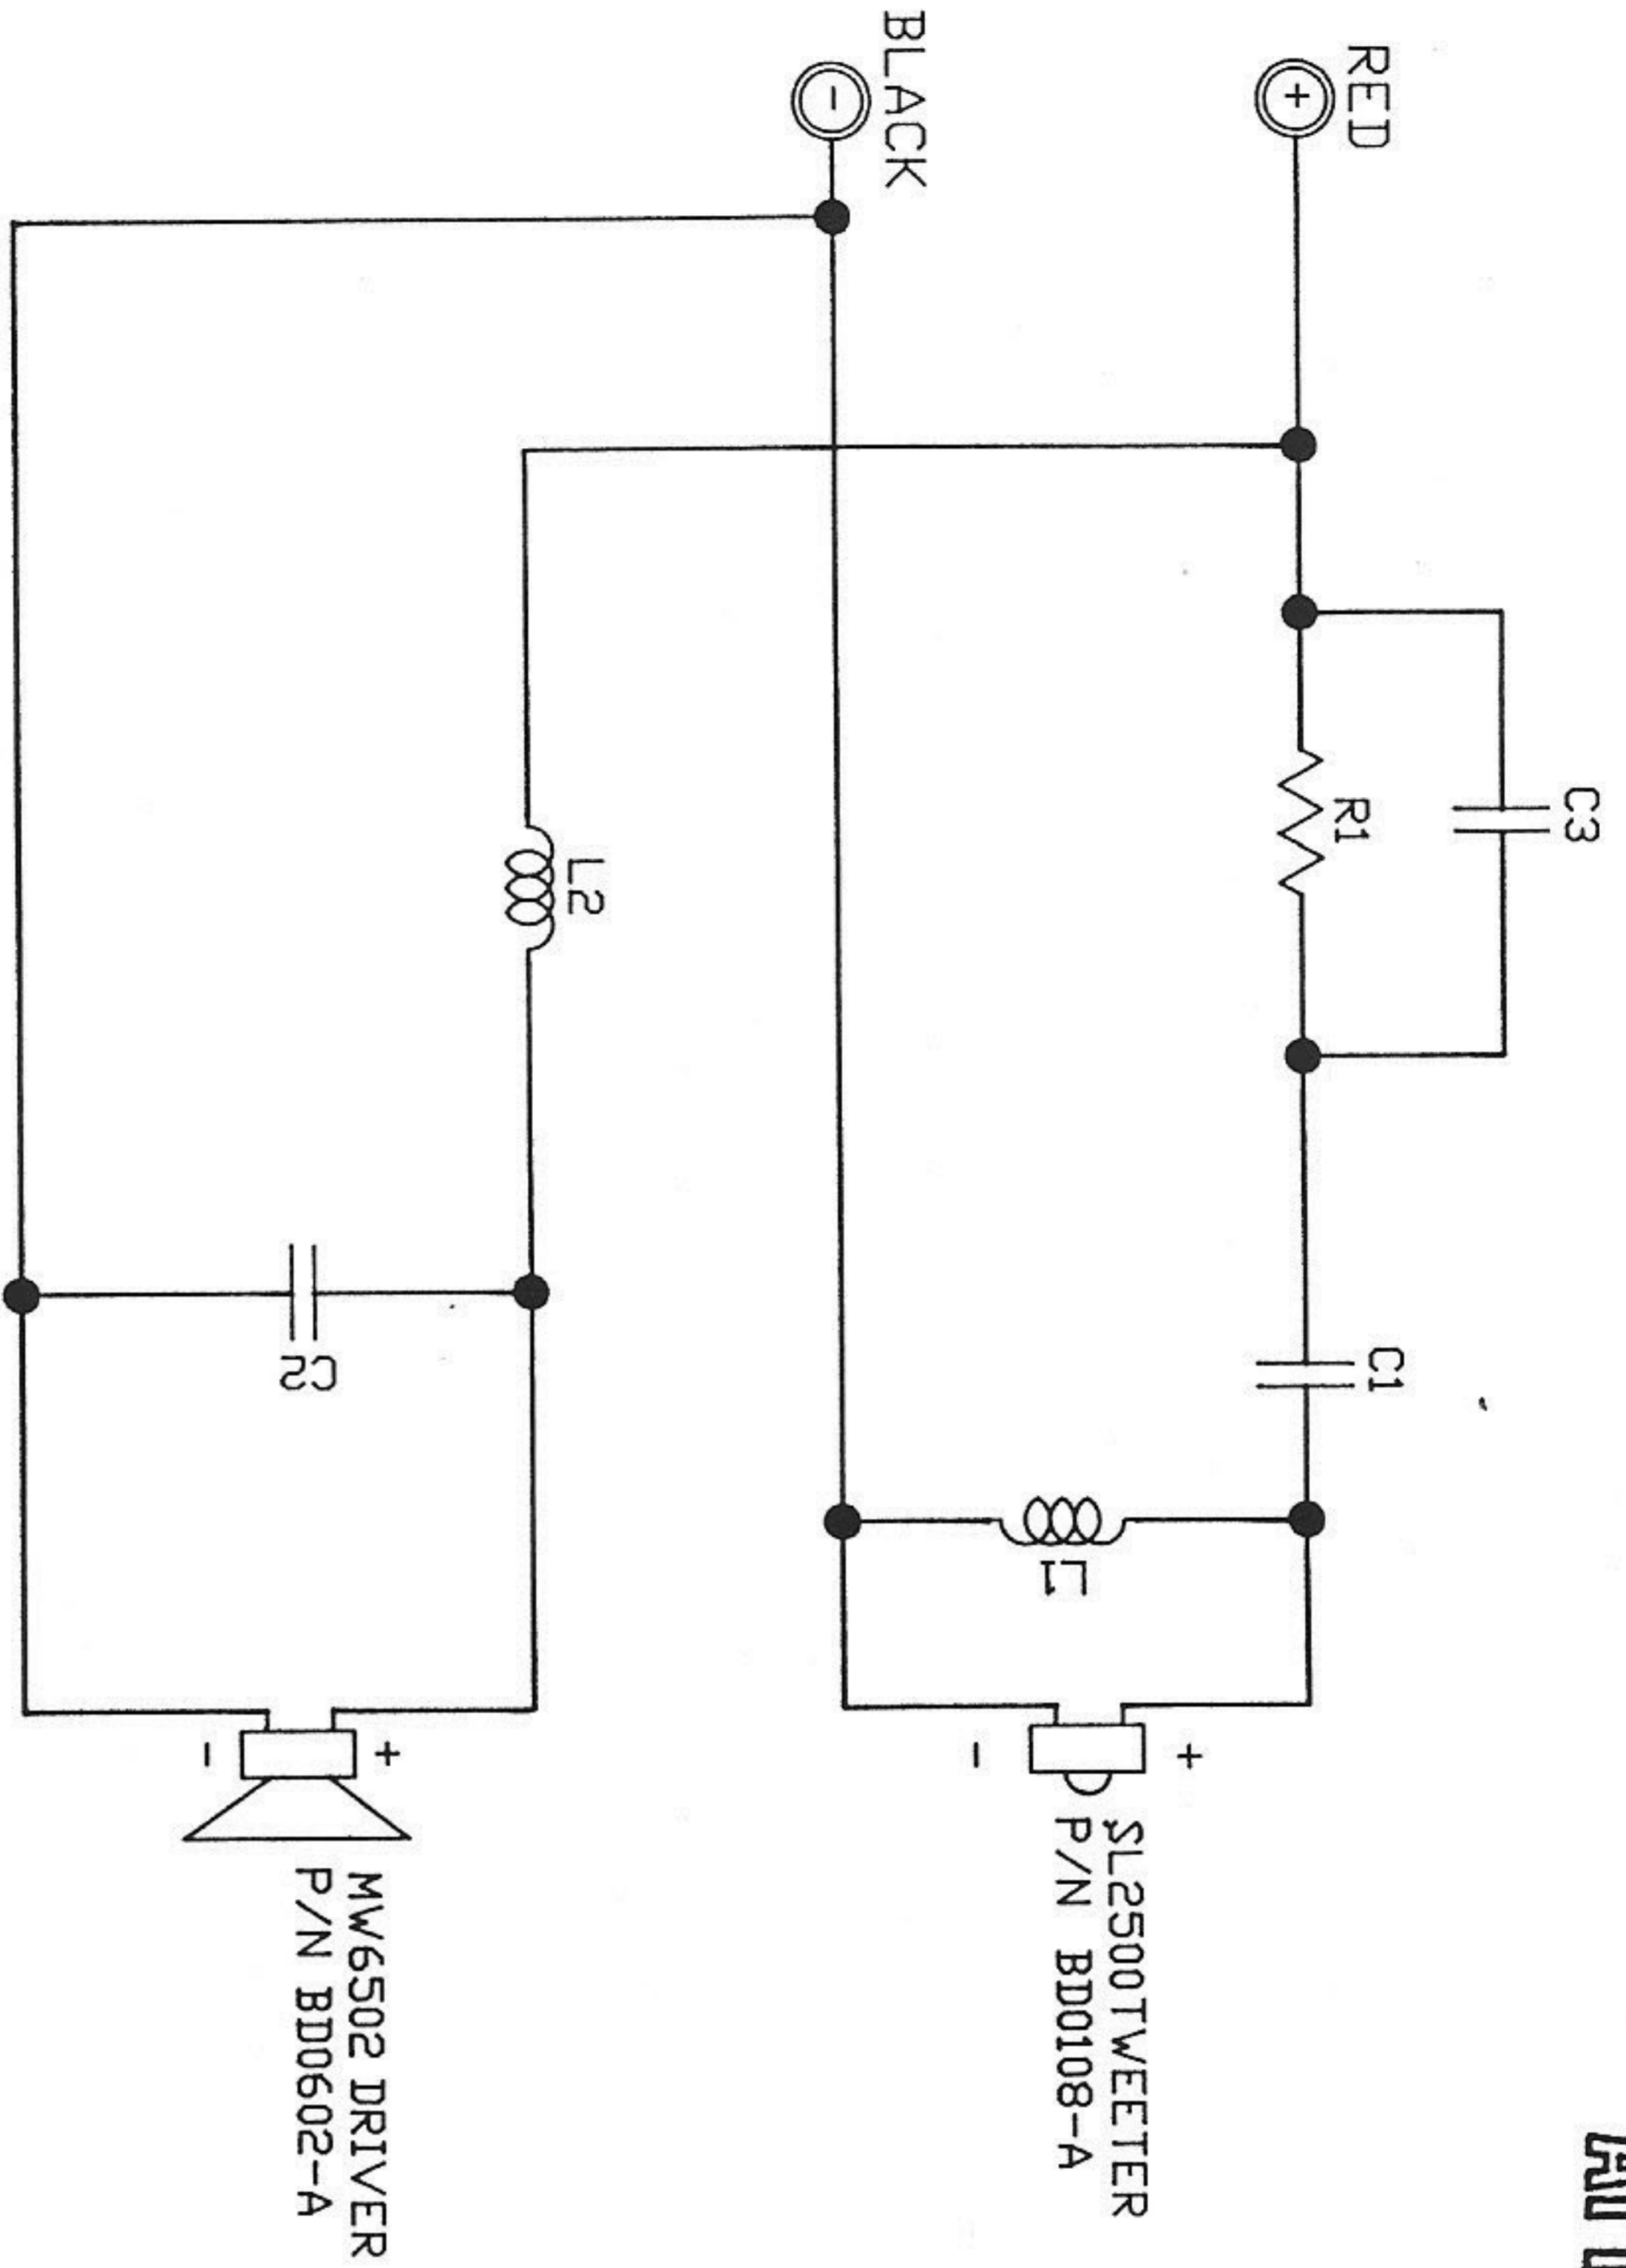 RED
+
BLACK
-
C3
R1
C1
L1
L2
C2
+
-
SL2500TWEETER
P/N BD0108-A
+
-
MW6502 DRIVER
P/N BD0602-A